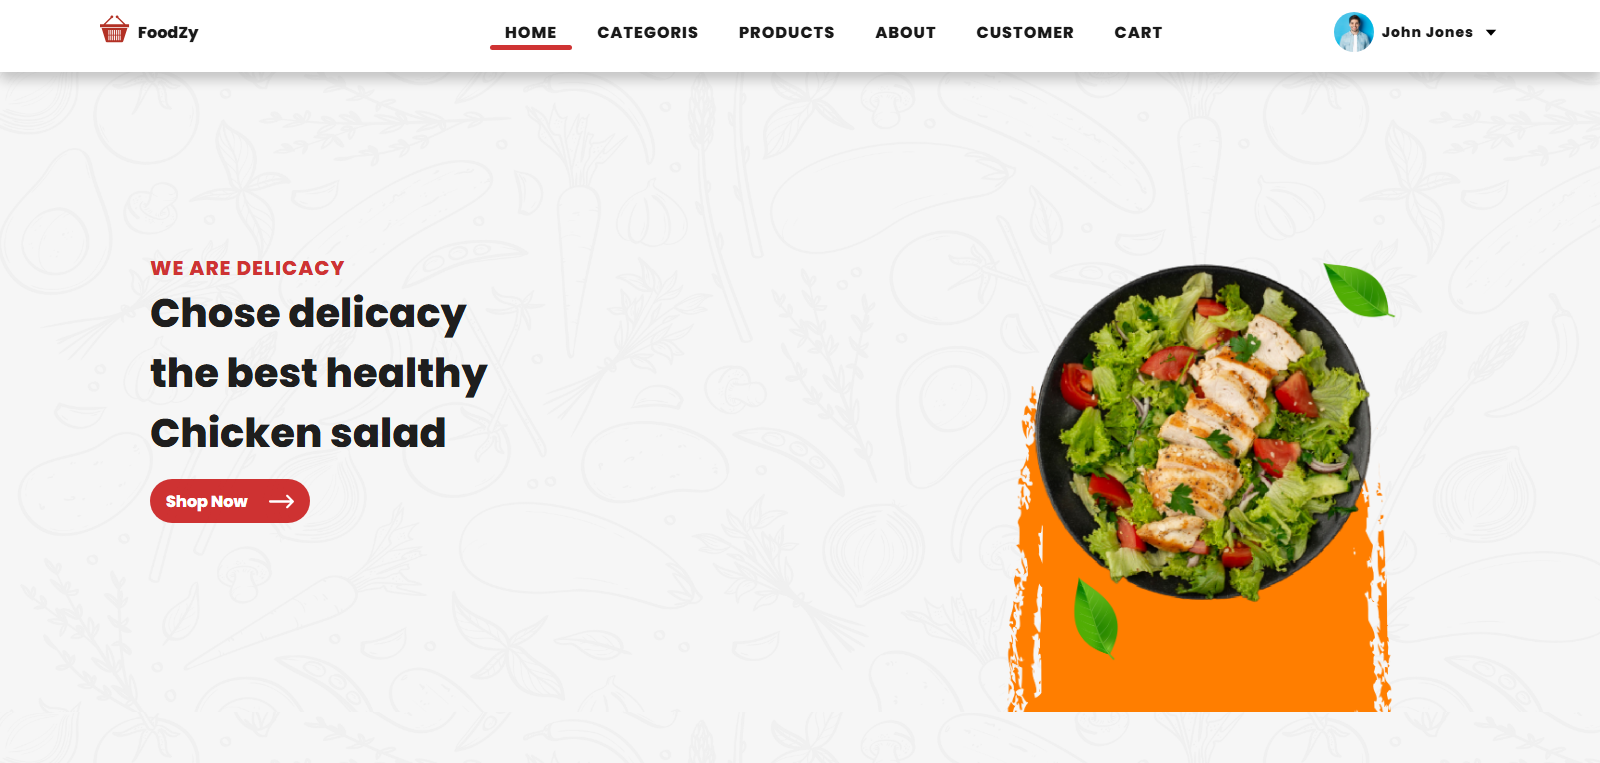 FoodZy
HOME CATEGORIS PRODUCTS ABOUT CUSTOMER CART
John Jones
WE ARE DELICACY
Chose delicacy
the best healthy
Chicken salad
Shop Now